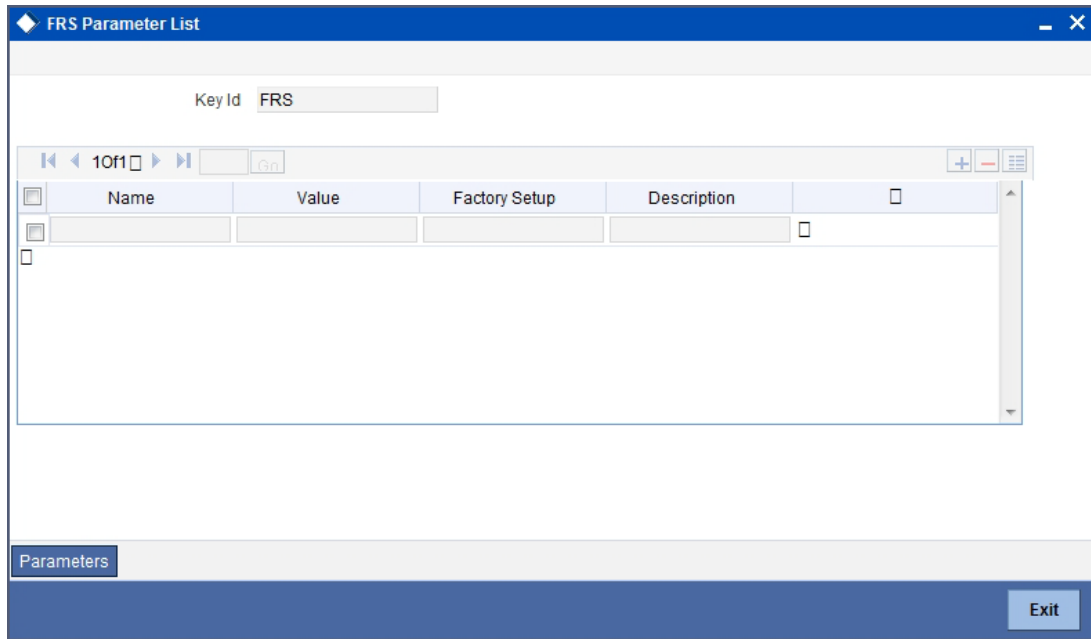 FRS Parameter List
Key Id FRS
1Of1 Go
Name Value Factory Setup Description
Parameters
Exit